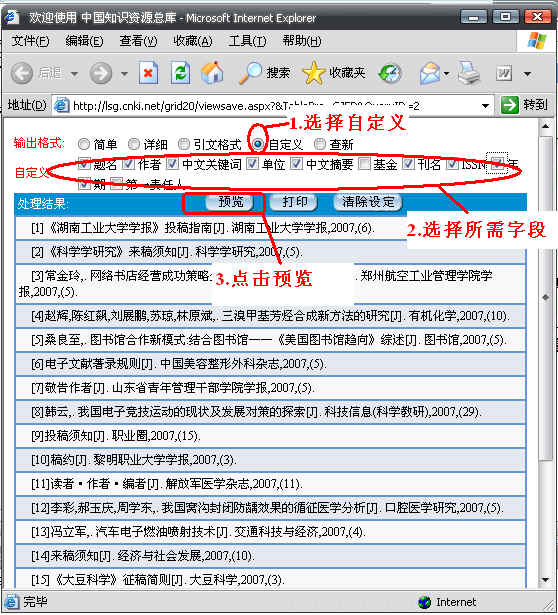 欢迎使用 中国知识资源总库 - Microsoft Internet Explorer
文件(F) 编辑(E) 查看(V) 收藏(A) 工具(T) 帮助(H)
后退 搜索 收藏夹
地址(D) http://lsg.cnki.net/grid20/viewsave.aspx?& =2 转到
1.选择自定义
输出格式: 简单 详细 引文格式 自定义 查新
自定义 题名 作者 中文关键词 单位 中文摘要 基金 刊名 ISSN 年
期 第一责任人
处理结果: 预览 打印 清除设定
2.选择所需字段
[1]《湖南工业大学学报》投稿指南[J]. 湖南工业大学学报,2007,(6).
[2]《科学学研究》来稿须知[J]. 科学学研究,2007,(5).
3.点击预览
[3]常金玲,. 网络书店经营成功策略 郑州航空工业管理学院学
报,2007,(5).
[4]赵辉,陈红飙,刘展鹏,苏琼,林原斌,. 三溴甲基芳烃合成新方法的研究[J]. 有机化学,2007,(10).
[5]桑良至,. 图书馆合作新模式:结合图书馆——《美国图书馆趋向》综述[J]. 图书馆,2007,(5).
[6]电子文献著录规则[J]. 中国美容整形外科杂志,2007,(5).
[7]敬告作者[J]. 山东省青年管理干部学院学报,2007,(5).
[8]韩云,. 我国电子竞技运动的现状及发展对策的探索[J]. 科技信息(科学教研),2007,(29).
[9]投稿须知[J]. 职业圈,2007,(15).
[10]稿约[J]. 黎明职业大学学报,2007,(3).
[11]读者·作者·编者[J]. 解放军医学杂志,2007,(11).
[12]李彩,郝玉庆,周学东,. 我国窝沟封闭防龋效果的循征医学分析[J]. 口腔医学研究,2007,(5).
[13]冯立军,. 汽车电子燃油喷射技术[J]. 交通科技与经济,2007,(4).
[14]来稿须知[J]. 经济与社会发展,2007,(10).
[15]《大豆科学》征稿简则[J]. 大豆科学,2007,(3).
完毕 Internet